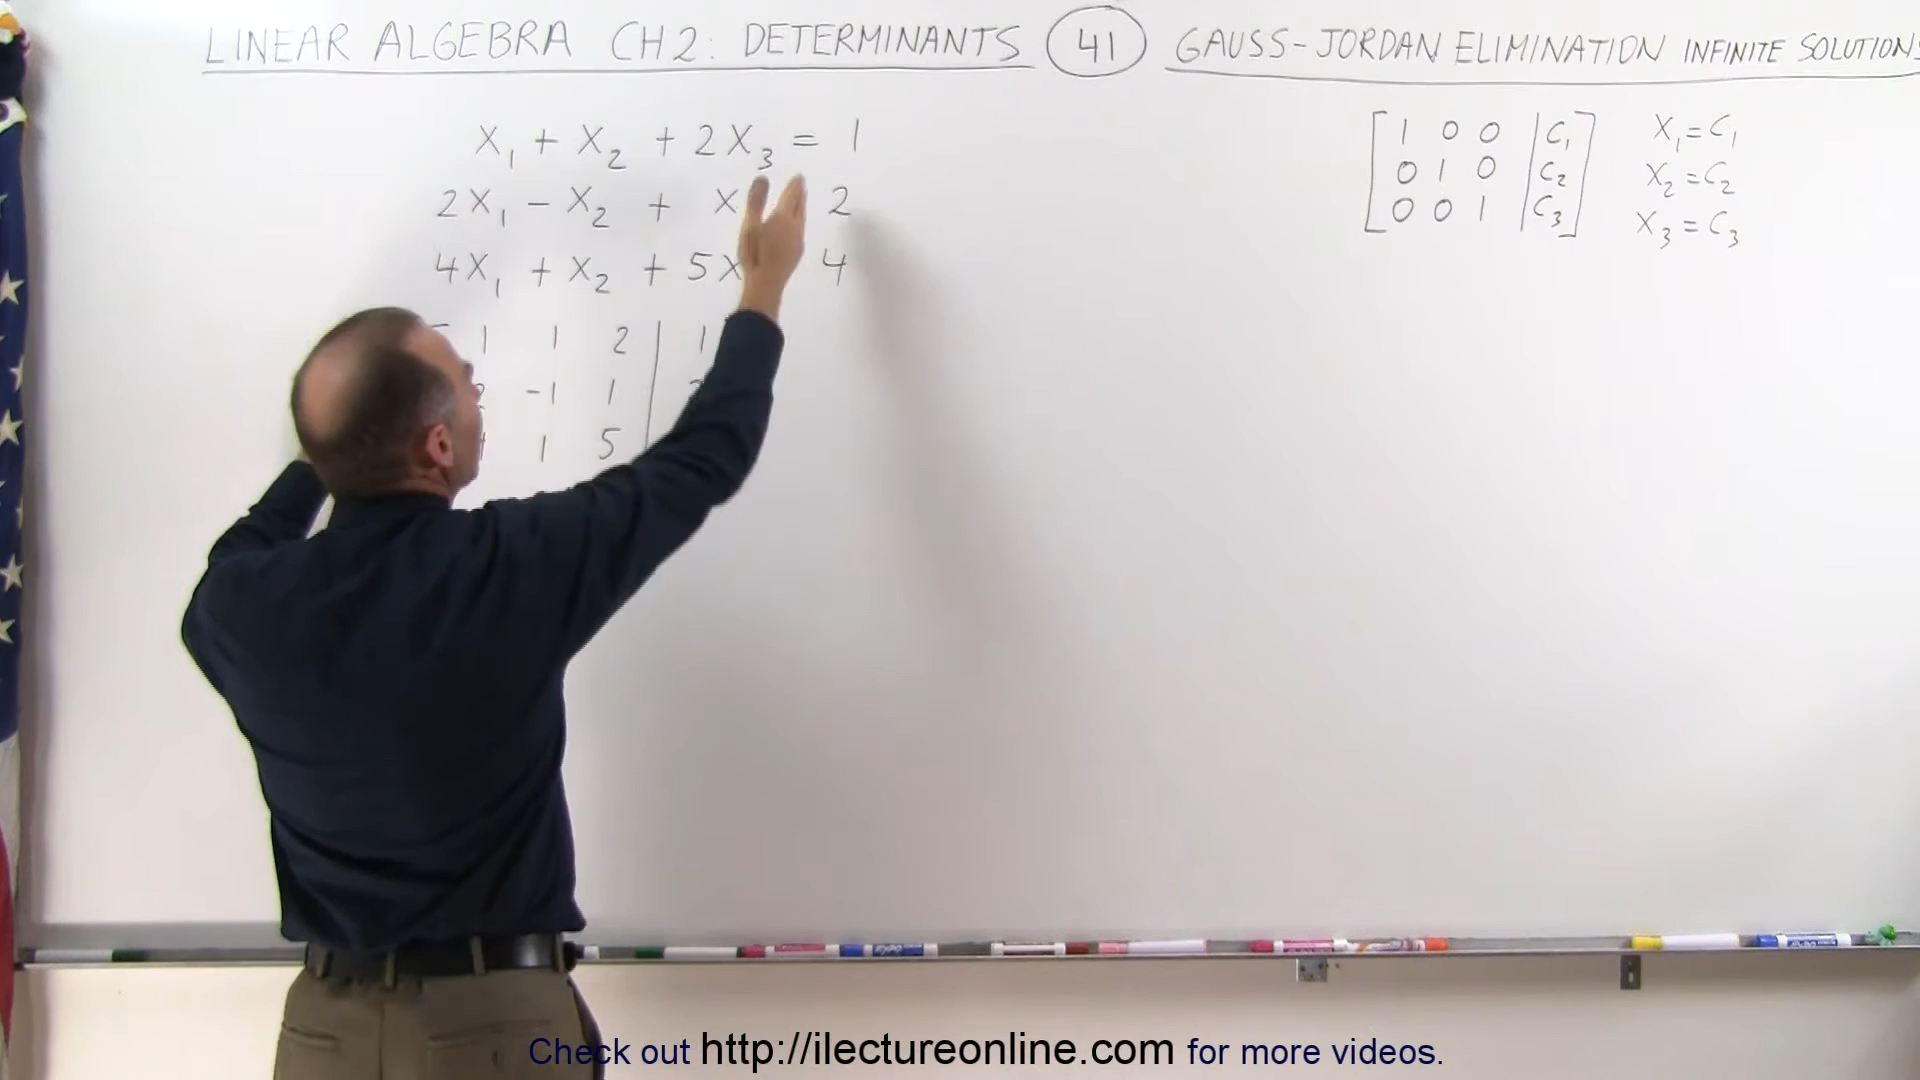 LINEAR ALGEBRA CH2: DETERMINANTS 41 GAUSS-JORDAN ELIMINATION INFINITE SOLUTIONS
X₁ + X₂ + 2X₃ = 1
2X₁ - X₂ + X 2
4X₁ + X₂ + 5X 4
1 1 2 | 1
-1 1 |
1 5 |
[1 0 0 | C₁] X₁ = C₁
[0 1 0 | C₂] X₂ = C₂
[0 0 1 | C₃] X₃ = C₃
Check out http://ilectureonline.com for more videos.